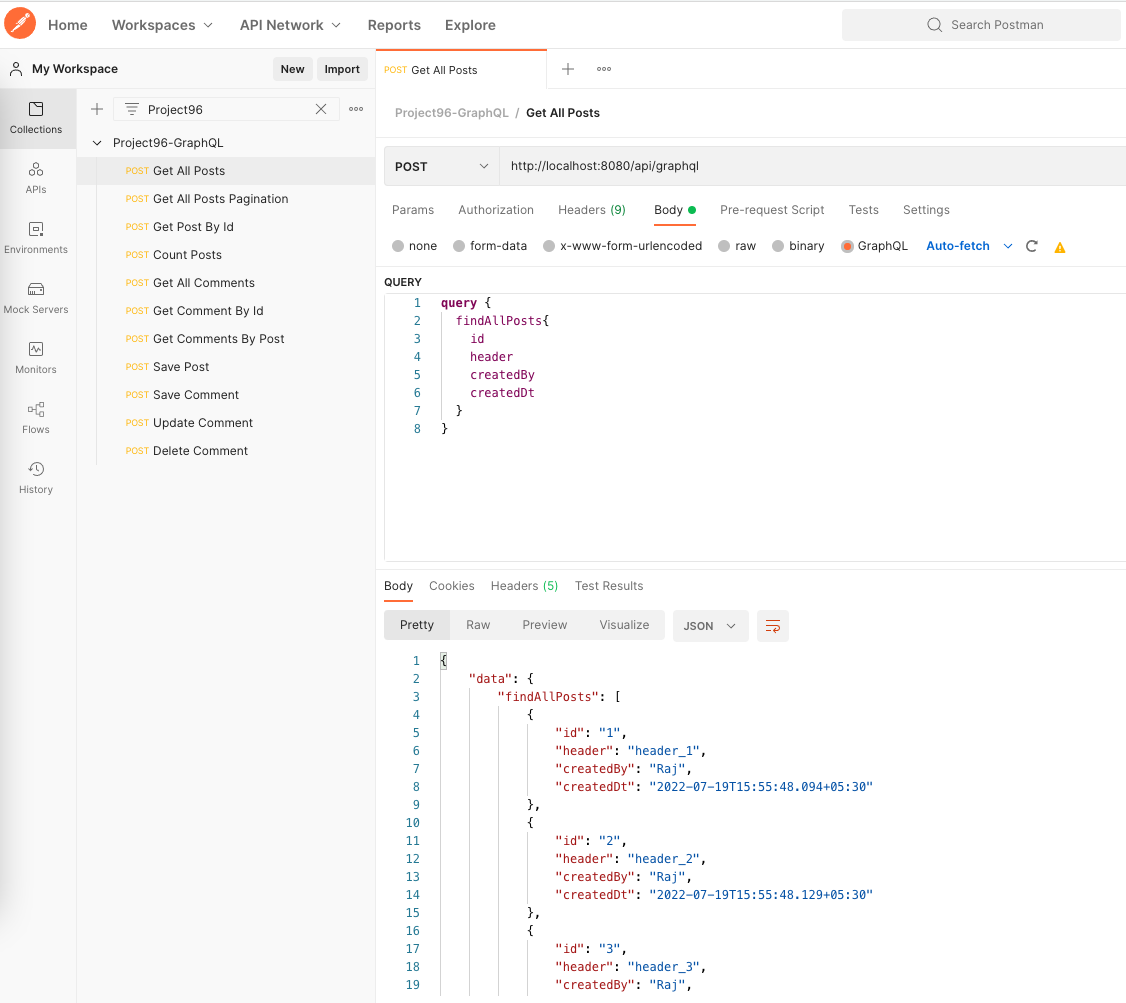 Home Workspaces API Network Reports Explore Search Postman
My Workspace New Import
POST Get All Posts
Collections
APIs
Environments
Mock Servers
Monitors
Flows
History
Project96
Project96-GraphQL
POST Get All Posts
POST Get All Posts Pagination
POST Get Post By Id
POST Count Posts
POST Get All Comments
POST Get Comment By Id
POST Get Comments By Post
POST Save Post
POST Save Comment
POST Update Comment
POST Delete Comment
Project96-GraphQL / Get All Posts
POST http://localhost:8080/api/graphql
Params Authorization Headers (9) Body Pre-request Script Tests Settings
none form-data x-www-form-urlencoded raw binary GraphQL Auto-fetch
QUERY
1 query {
2 findAllPosts{
3 id
4 header
5 createdBy
6 createdDt
7 }
8 }
Body Cookies Headers (5) Test Results
Pretty Raw Preview Visualize JSON
1 {
2 "data": {
3 "findAllPosts": [
4 {
5 "id": "1",
6 "header": "header_1",
7 "createdBy": "Raj",
8 "createdDt": "2022-07-19T15:55:48.094+05:30"
9 },
10 {
11 "id": "2",
12 "header": "header_2",
13 "createdBy": "Raj",
14 "createdDt": "2022-07-19T15:55:48.129+05:30"
15 },
16 {
17 "id": "3",
18 "header": "header_3",
19 "createdBy": "Raj",